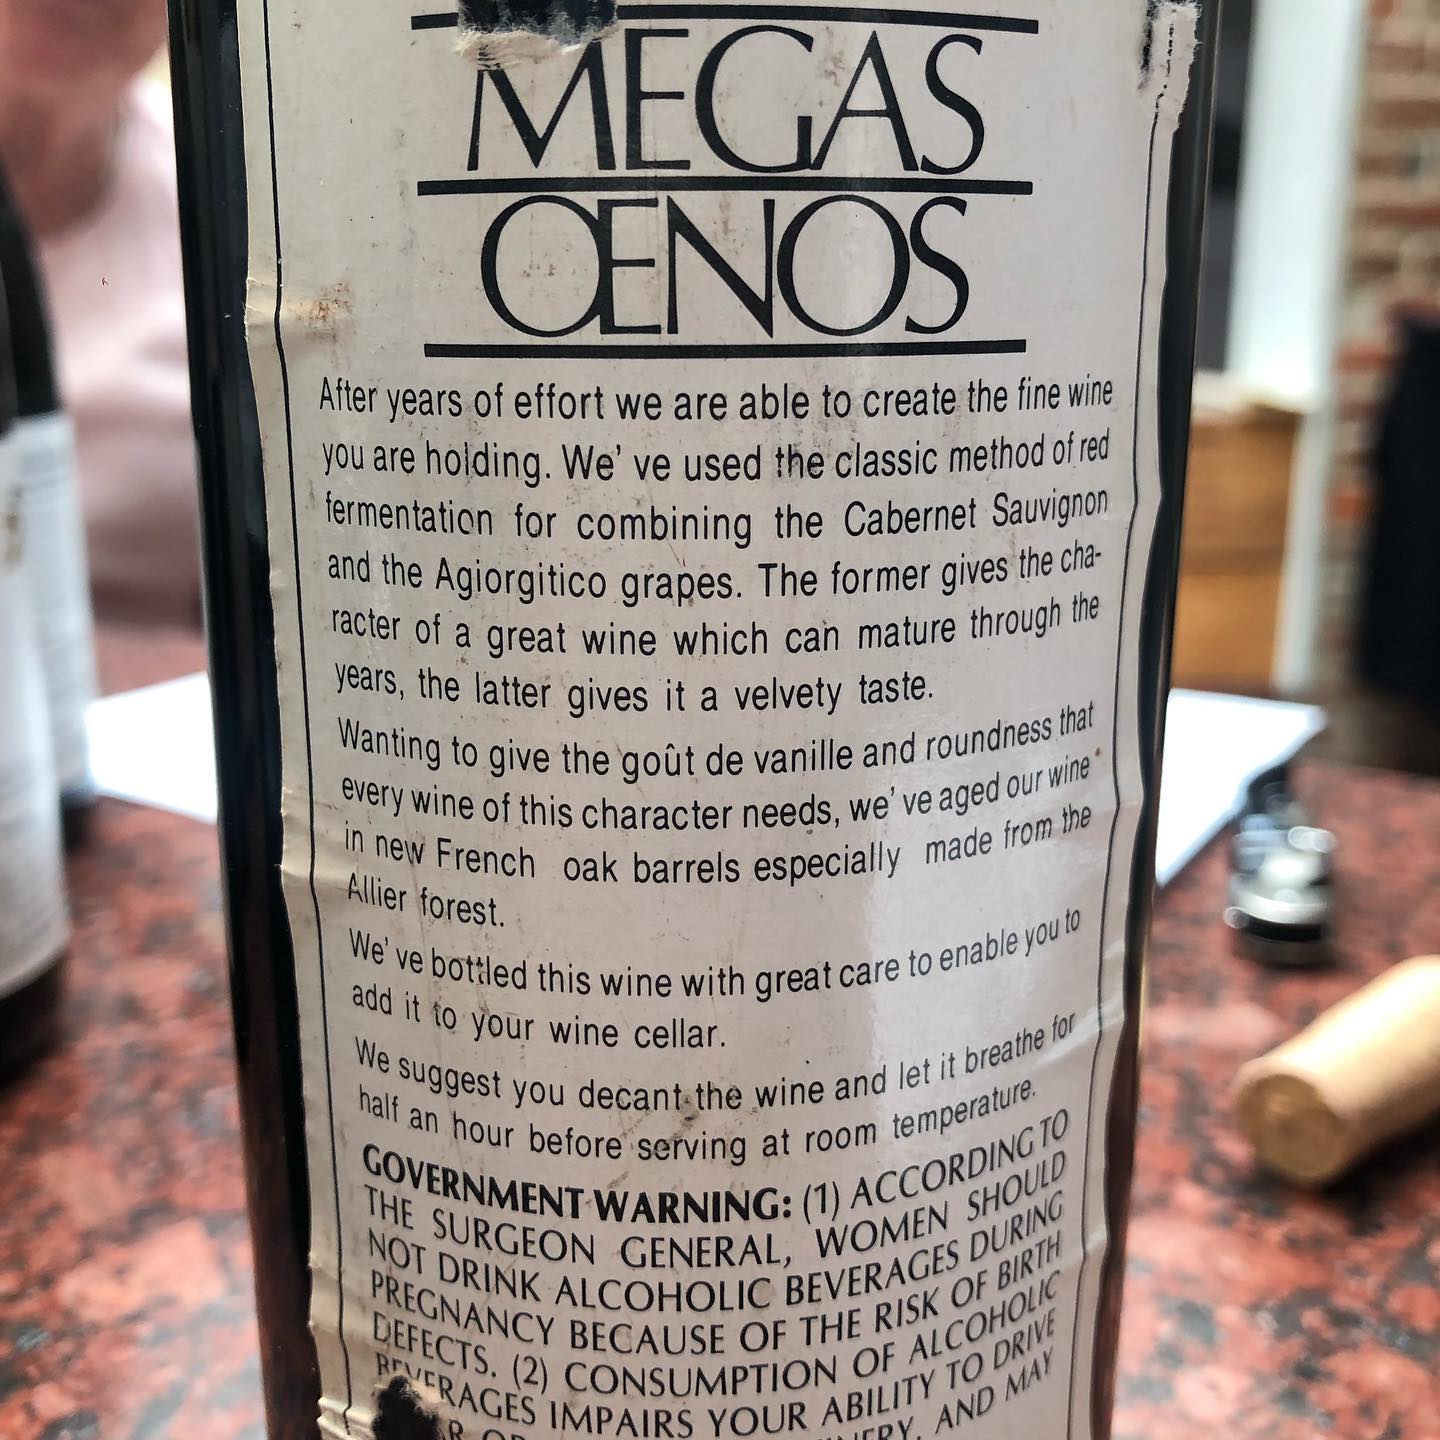 MEGAS
ŒNOS
After years of effort we are able to create the fine wine
you are holding. We' ve used the classic method of red
fermentation for combining the Cabernet Sauvignon
and the Agiorgitico grapes. The former gives the cha-
racter of a great wine which can mature through the
years, the latter gives it a velvety taste.
Wanting to give the goût de vanille and roundness that
every wine of this character needs, we' ve aged our wine
in new French oak barrels especially made from the
Allier forest.
We' ve bottled this wine with great care to enable you to
add it to your wine cellar.
We suggest you decant the wine and let it breathe for
half an hour before serving at room temperature.
GOVERNMENT WARNING: (1) ACCORDING TO
THE SURGEON GENERAL, WOMEN SHOULD
NOT DRINK ALCOHOLIC BEVERAGES DURING
PREGNANCY BECAUSE OF THE RISK OF BIRTH
DEFECTS. (2) CONSUMPTION OF ALCOHOLIC
BEVERAGES IMPAIRS YOUR ABILITY TO DRIVE
AND MAY